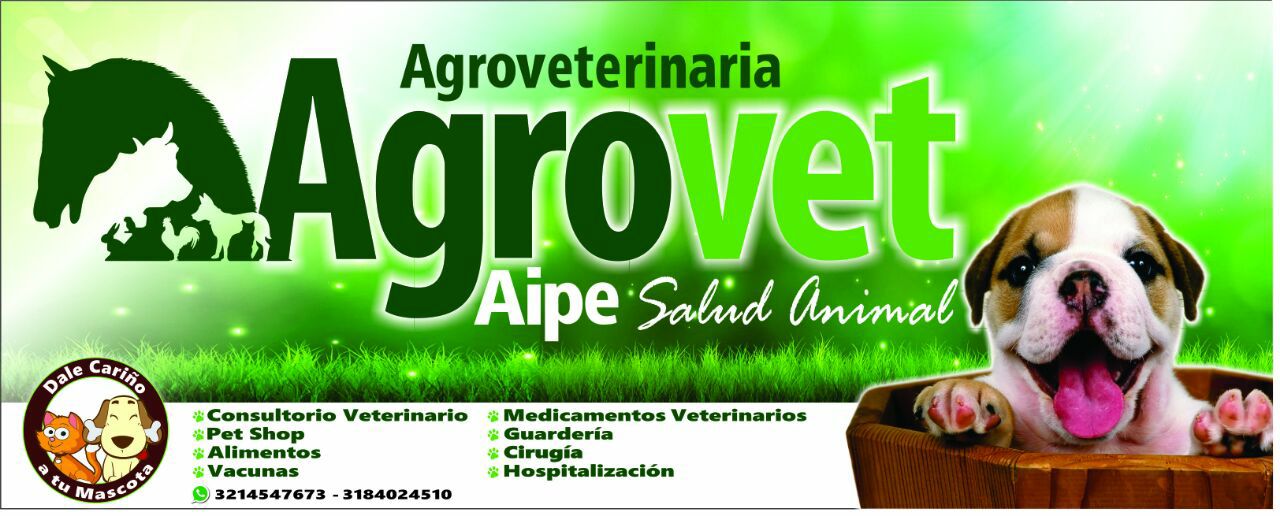 Agroveterinaria
Agrovet
Aipe Salud Animal
Dale Cariño
a tu Mascota
Consultorio Veterinario
Pet Shop
Alimentos
Vacunas
Medicamentos Veterinarios
Guardería
Cirugía
Hospitalización
3214547673 - 3184024510